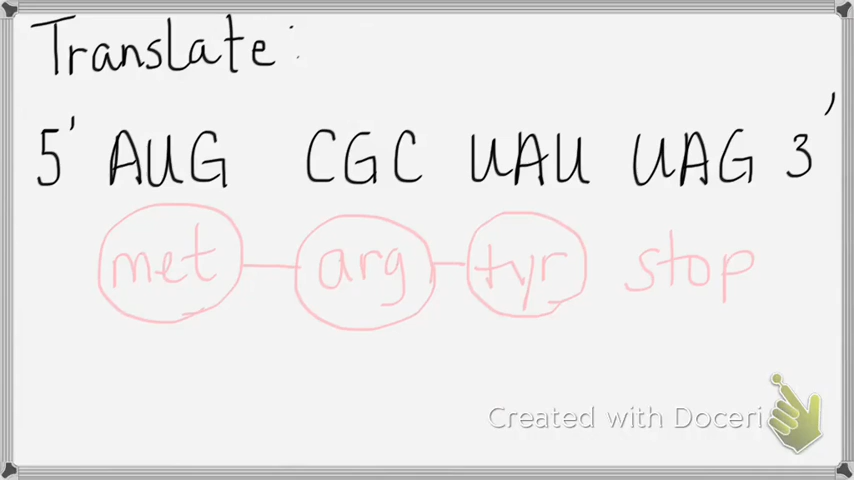 Translate:
5' AUG CGC UAU UAG 3'
met arg tyr stop
Created with Doceri